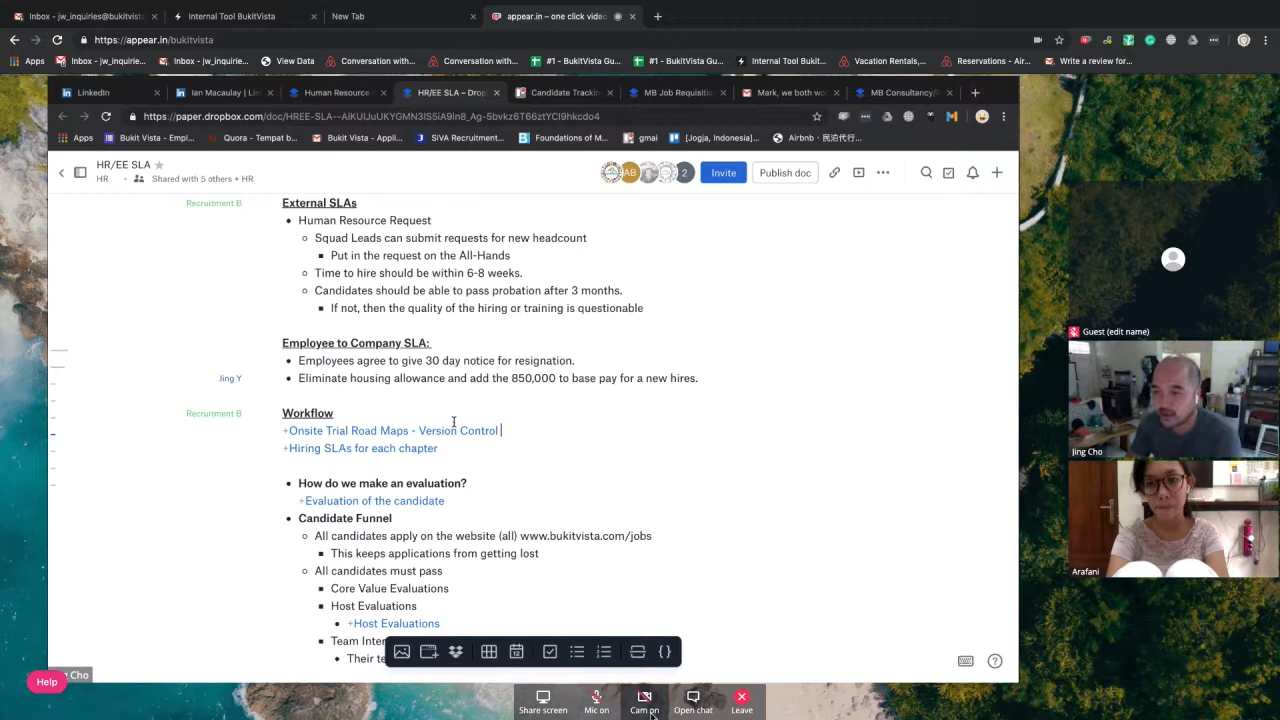 Inbox - jw_inquiries@bukitvista
Internal Tool BukitVista
New Tab
appear.in – one click video
https://appear.in/bukitvista
Inbox - jw_inquirie...
Inbox - jw_inquirie...
View Data
Conversation with...
Conversation with...
#1 - BukitVista Gu...
#1 - BukitVista Gu...
Internal Tool Bukit...
Vacation Rentals,...
Reservations - Air...
Write a review for...
LinkedIn
Ian Macaulay | Lin
Human Resource
HR/EE SLA – Drop
Candidate Trackin
MB Job Requisitio
Mark, we both wo
MB Consultancy/
Apps
Bukit Vista - Empl...
Quora - Tempat b...
Bukit Vista - Appli...
SiVA Recruitment...
Foundations of M...
gmai
[Jogja, Indonesia]...
Airbnb - 民泊代行...
HR/EE SLA
HR
Shared with 5 others + HR
AB
2
Invite
Publish doc
Recruitment B
External SLAs
• Human Resource Request
Squad Leads can submit requests for new headcount
Put in the request on the All-Hands
Time to hire should be within 6-8 weeks.
Candidates should be able to pass probation after 3 months.
If not, then the quality of the hiring or training is questionable
Employee to Company SLA:
• Employees agree to give 30 day notice for resignation.
Jing Y
• Eliminate housing allowance and add the 850,000 to base pay for a new hires.
Recruitment B
Workflow
+Onsite Trial Road Maps - Version Control
+Hiring SLAs for each chapter
• How do we make an evaluation?
+Evaluation of the candidate
• Candidate Funnel
All candidates apply on the website (all) www.bukitvista.com/jobs
This keeps applications from getting lost
All candidates must pass
Core Value Evaluations
Host Evaluations
• +Host Evaluations
Team Inter
• Their te
12
Guest (edit name)
Jing Cho
Arafani
Cho
Help
Share screen
Mic on
Cam on
Open chat
Leave